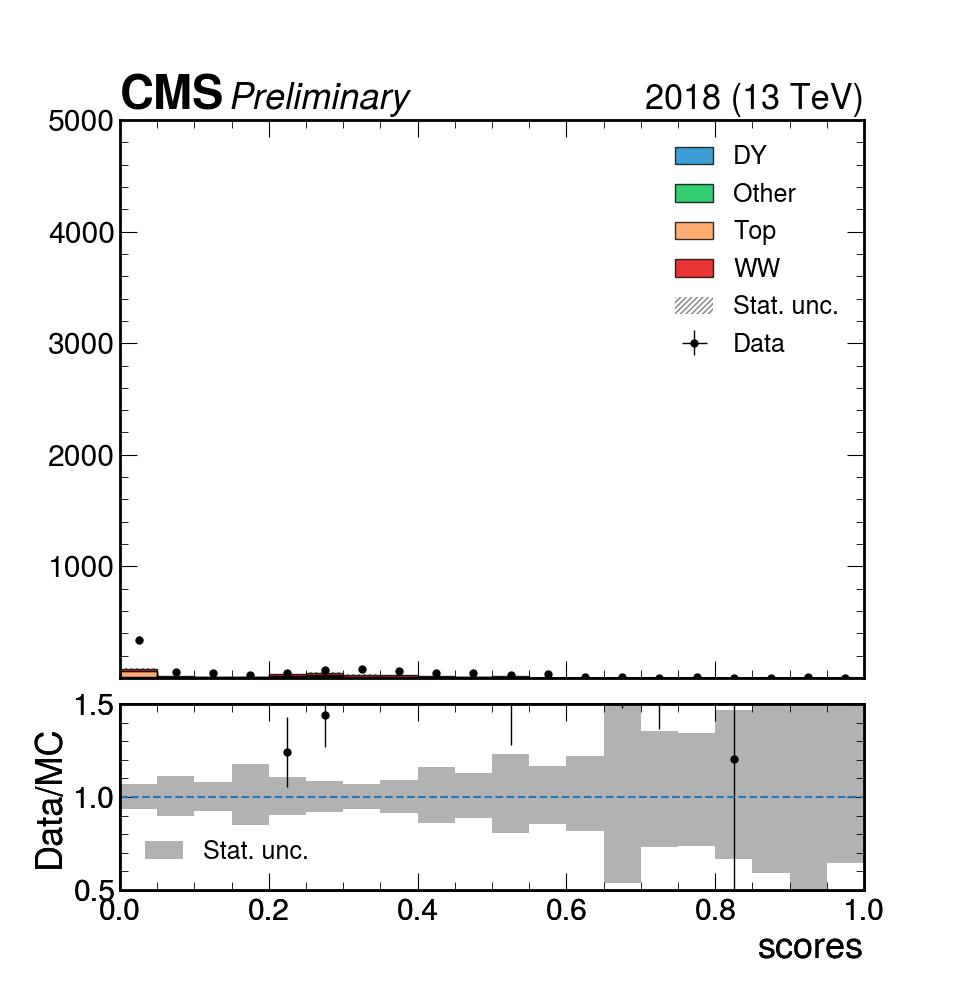 CMS Preliminary 2018 (13 TeV)
5000
4000
3000
2000
1000
DY
Other
Top
WW
Stat. unc.
Data
1.5
1.0
0.5
Data/MC
Stat. unc.
0.0 0.2 0.4 0.6 0.8 1.0
scores